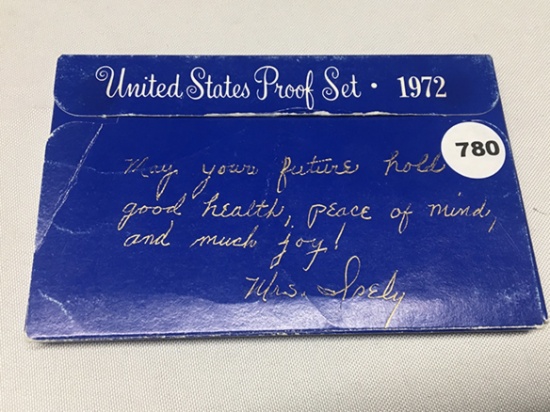 United States Proof Set · 1972
780
May your future hold
good health, peace of mind,
and much joy!
Mrs. Isely